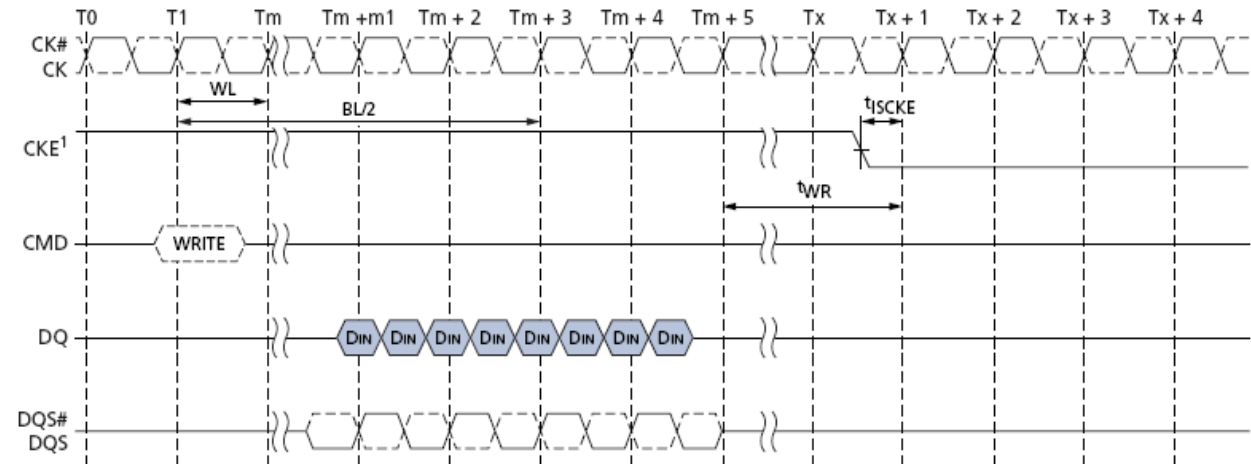 T0 T1 Tm Tm +m1 Tm + 2 Tm + 3 Tm + 4 Tm + 5 Tx Tx + 1 Tx + 2 Tx + 3 Tx + 4
CK#
CK
WL
BL/2
tISCKE
CKE1
tWR
CMD WRITE
DQ DIN DIN DIN DIN DIN DIN DIN DIN
DQS#
DQS